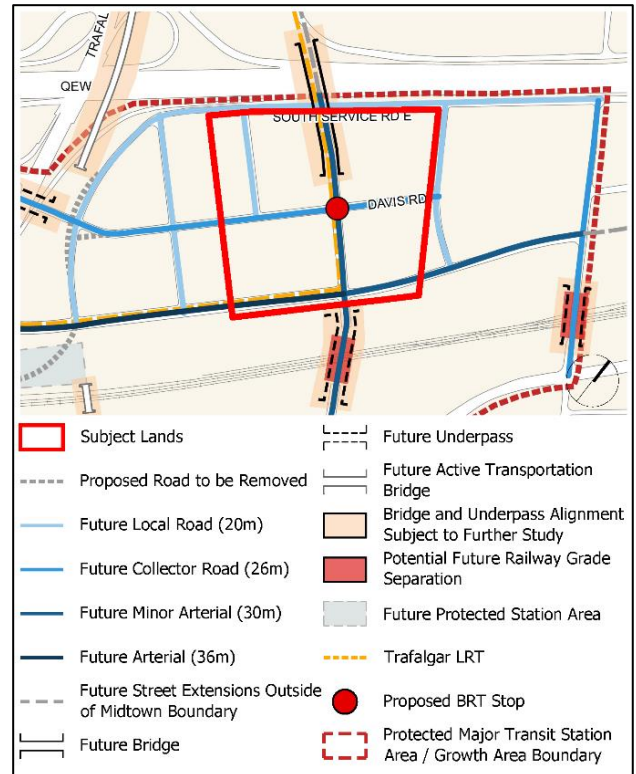 TRAFAL
QEW
SOUTH SERVICE RD E
DAVIS RD
Subject Lands
Proposed Road to be Removed
Future Local Road (20m)
Future Collector Road (26m)
Future Minor Arterial (30m)
Future Arterial (36m)
Future Street Extensions Outside
of Midtown Boundary
Future Bridge
Future Underpass
Future Active Transportation
Bridge
Bridge and Underpass Alignment
Subject to Further Study
Potential Future Railway Grade
Separation
Future Protected Station Area
Trafalgar LRT
Proposed BRT Stop
Protected Major Transit Station
Area / Growth Area Boundary